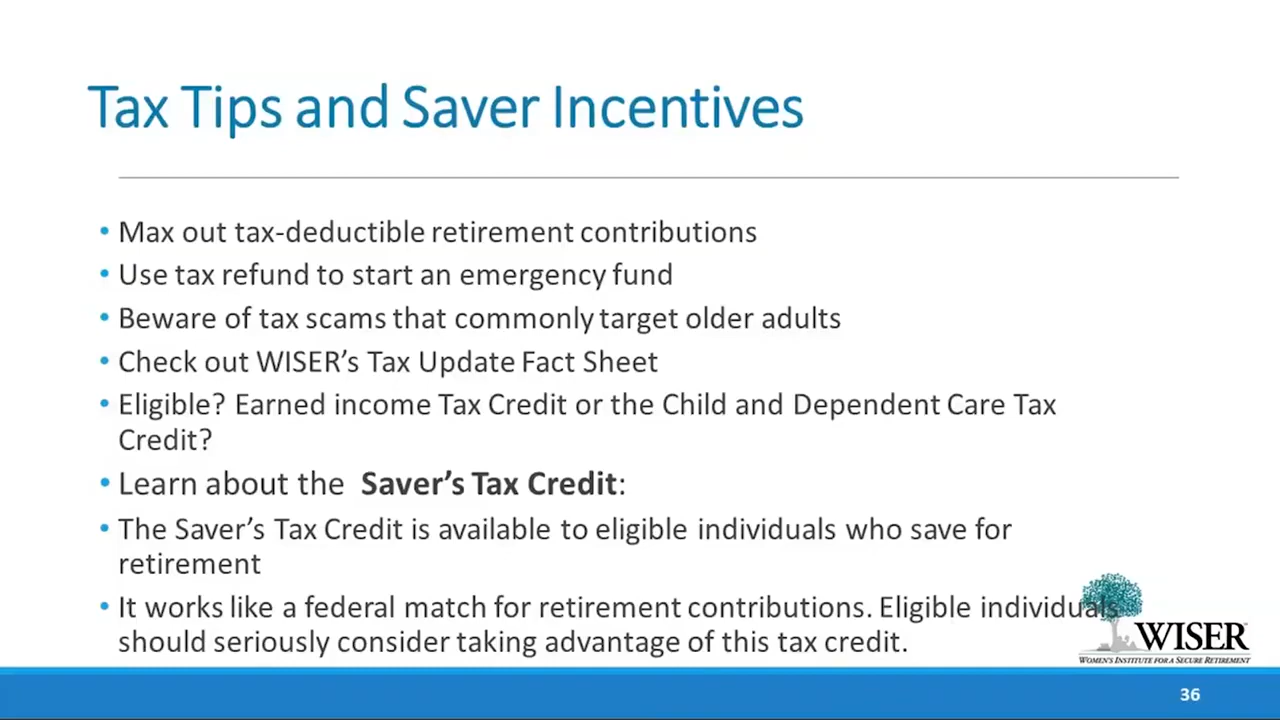 Tax Tips and Saver Incentives
• Max out tax-deductible retirement contributions
• Use tax refund to start an emergency fund
• Beware of tax scams that commonly target older adults
• Check out WISER’s Tax Update Fact Sheet
• Eligible? Earned income Tax Credit or the Child and Dependent Care Tax
Credit?
• Learn about the Saver’s Tax Credit:
• The Saver’s Tax Credit is available to eligible individuals who save for
retirement
• It works like a federal match for retirement contributions. Eligible individuals
should seriously consider taking advantage of this tax credit.
WISER
WOMEN'S INSTITUTE FOR A SECURE RETIREMENT
36